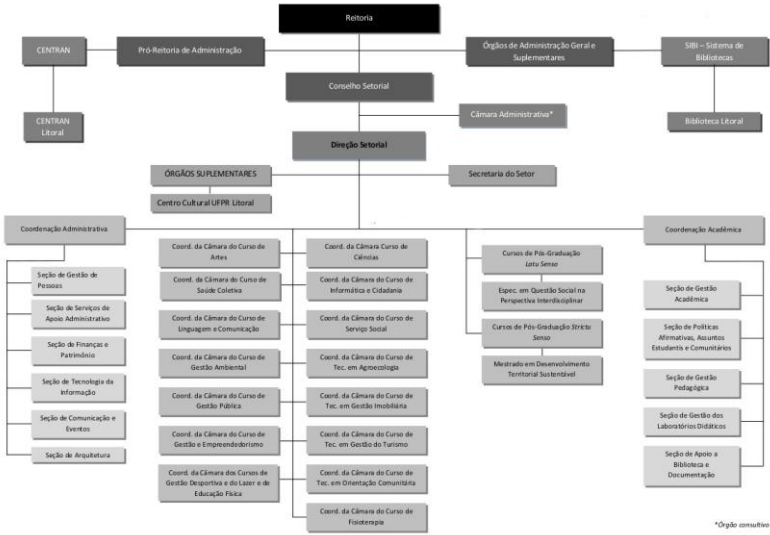 Reitoria
CENTRAN
Pró-Reitoria de Administração
Órgãos de Administração Geral e
Suplementares
SIBI – Sistema de
Bibliotecas
Conselho Setorial
CENTRAN
Litoral
Câmara Administrativa*
Biblioteca Litoral
Direção Setorial
ÓRGÃOS SUPLEMENTARES
Secretaria do Setor
Centro Cultural UFPR Litoral
Coordenação Administrativa
Coordenação Acadêmica
Seção de Gestão de
Pessoas
Seção de Serviços de
Apoio Administrativo
Seção de Finanças e
Patrimônio
Seção de Tecnologia da
Informação
Seção de Comunicação e
Eventos
Seção de Arquitetura
Coord. da Câmara do Curso de
Artes
Coord. da Câmara do Curso de
Saúde Coletiva
Coord. da Câmara do Curso de
Linguagem e Comunicação
Coord. da Câmara do Curso de
Gestão Ambiental
Coord. da Câmara do Curso de
Gestão Pública
Coord. da Câmara do Curso de
Gestão e Empreendedorismo
Coord. da Câmara dos Cursos de
Gestão Desportiva e do Lazer e de
Educação Física
Coord. da Câmara Curso de
Ciências
Coord. da Câmara do Curso de
Informática e Cidadania
Coord. da Câmara do Curso de
Serviço Social
Coord. da Câmara do Curso de
Tec. em Agroecologia
Coord. da Câmara do Curso de
Tec. em Gestão Imobiliária
Coord. da Câmara do Curso de
Tec. em Gestão do Turismo
Coord. da Câmara do Curso de
Tec. em Orientação Comunitária
Coord. da Câmara do Curso de
Fisioterapia
Cursos de Pós-Graduação
Latu Senso
Espec. em Questão Social na
Perspectiva Interdisciplinar
Cursos de Pós-Graduação Stricto
Senso
Mestrado em Desenvolvimento
Territorial Sustentável
Seção de Gestão
Acadêmica
Seção de Políticas
Afirmativas, Assuntos
Estudantis e Comunitários
Seção de Gestão
Pedagógica
Seção de Gestão dos
Laboratórios Didáticos
Seção de Apoio a
Biblioteca e
Documentação
*Órgão consultivo